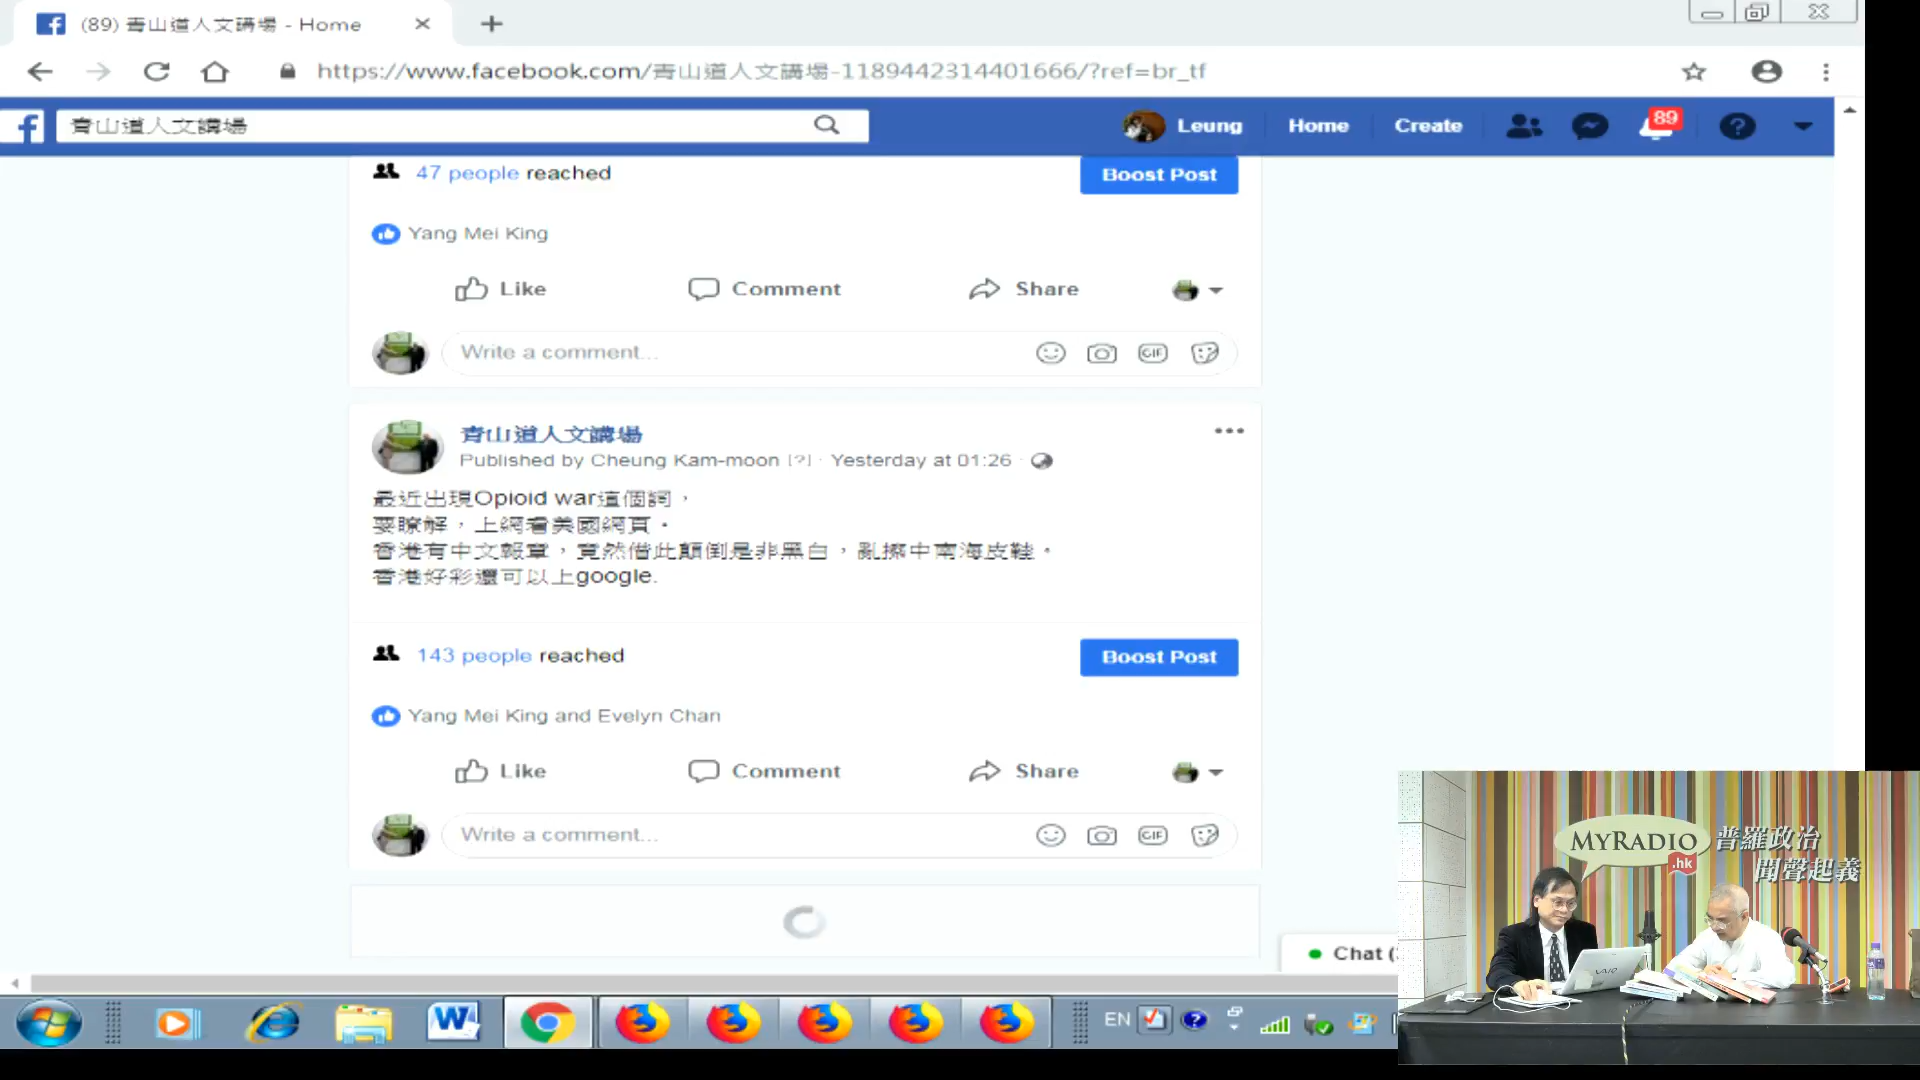 (89) 青山道人文講場 - Home
https://www.facebook.com/青山道人文講場-1189442314401666/?ref=br_tf
青山道人文講場
Leung
Home
Create
89
47 people reached
Boost Post
Yang Mei King
Like
Comment
Share
Write a comment...
GIF
青山道人文講場
Published by Cheung Kam-moon [?] · Yesterday at 01:26 ·
最近出現Opioid war這個詞，
要瞭解，上網看美國網頁。
香港有中文報章，竟然借此顛倒是非黑白，亂擦中南海皮鞋。
香港好彩還可以上google.
143 people reached
Boost Post
Yang Mei King and Evelyn Chan
Like
Comment
Share
Write a comment...
GIF
Chat (
EN
MYRADIO
.hk
普羅政治
聞聲起義
VAIO